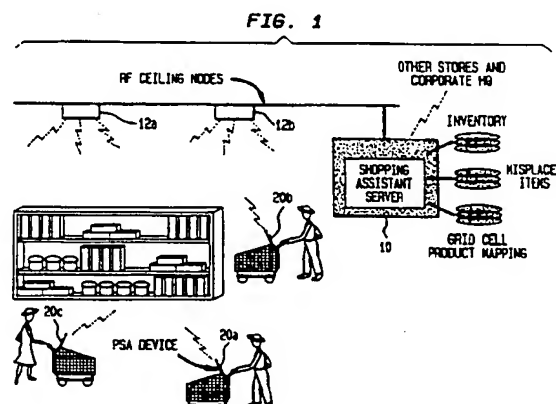 FIG. 1
RF CEILING NODES
OTHER STORES AND
CORPORATE HQ
12a
12b
INVENTORY
SHOPPING
ASSISTANT
SERVER
MISPLACE
ITEMS
10
GRID CELL
PRODUCT MAPPING
20b
20c
PSA DEVICE
20a